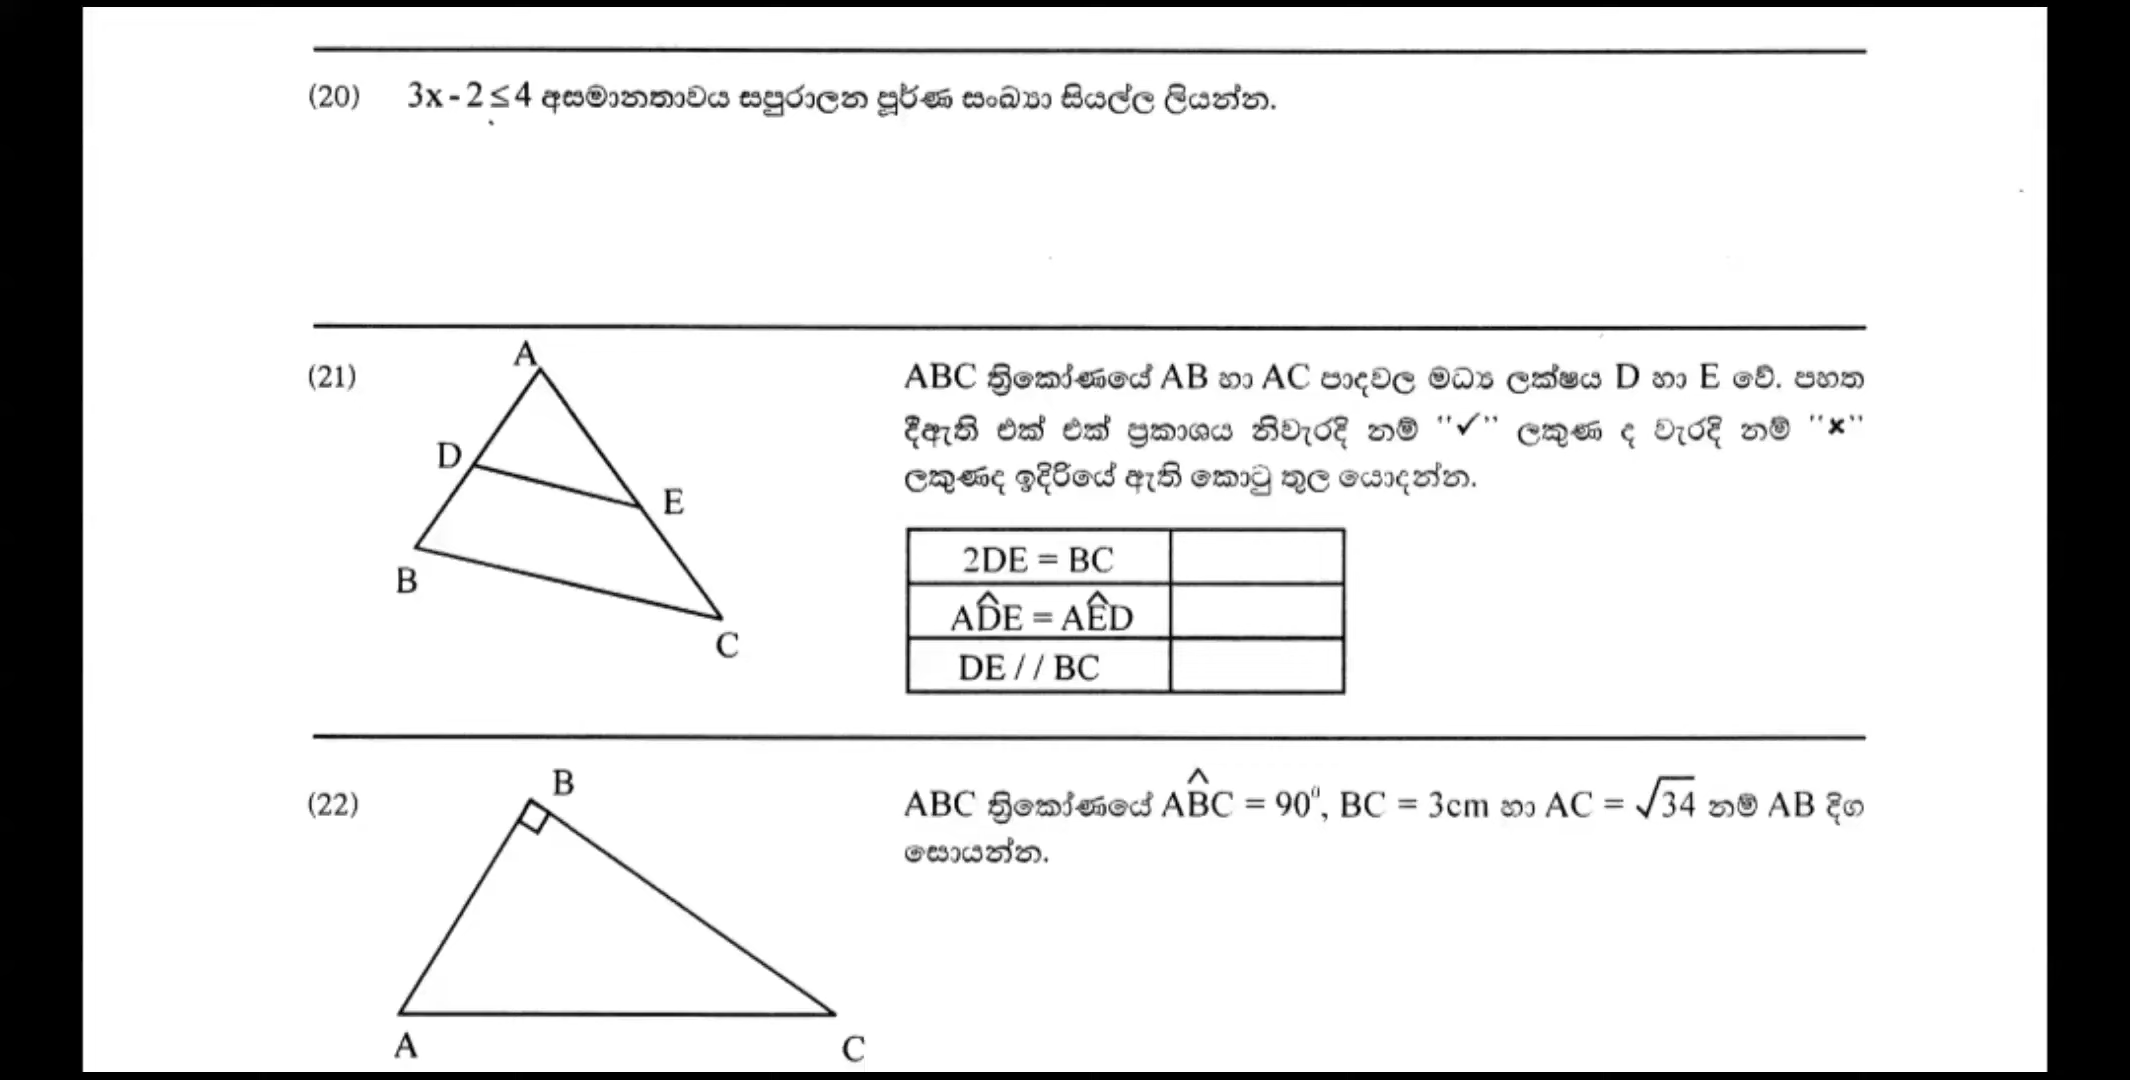 (20) 3x - 2 ≤ 4 අසමානතාවය සපුරාලන පූර්ණ සංඛ්‍යා සියල්ල ලියන්න.
(21)
A
D
E
B
C
ABC ත්‍රිකෝණයේ AB හා AC පාදවල මධ්‍ය ලක්ෂය D හා E වේ. පහත
දීඇති එක් එක් ප්‍රකාශය නිවැරදි නම් "✓" ලකුණ ද වැරදි නම් "×"
ලකුණද ඉදිරියේ ඇති කොටු තුල යොදන්න.
2DE = BC
AD̂E = AÊD
DE // BC
(22)
B
A
C
ABC ත්‍රිකෝණයේ AB̂C = 90⁰, BC = 3cm හා AC = √34 නම් AB දිග
සොයන්න.